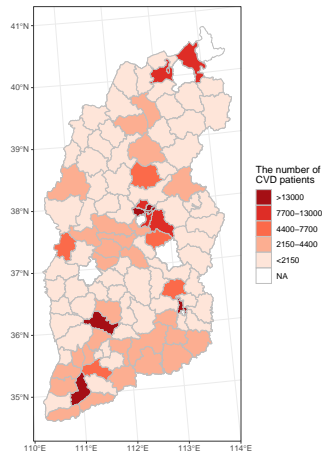 41°N
40°N
39°N
38°N
37°N
36°N
35°N
110°E 111°E 112°E 113°E 114°E
The number of
CVD patients
>13000
7700–13000
4400–7700
2150–4400
<2150
NA